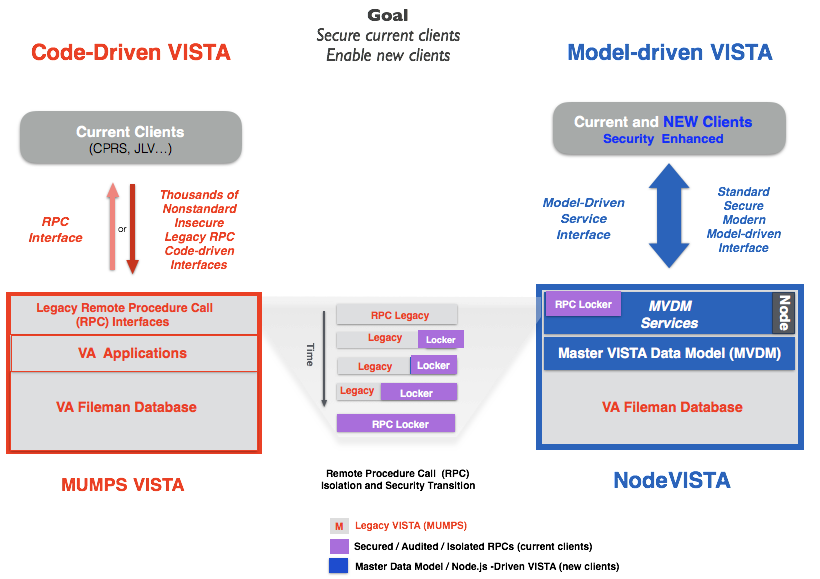 Goal
Secure current clients
Enable new clients
Code-Driven VISTA
Model-driven VISTA
Current Clients
(CPRS, JLV...)
Current and NEW Clients
Security Enhanced
RPC
Interface
or
Thousands of
Nonstandard
Insecure
Legacy RPC
Code-driven
Interfaces
Model-Driven
Service
Interface
Standard
Secure
Modern
Model-driven
Interface
Legacy Remote Procedure Call
(RPC) Interfaces
VA Applications
VA Fileman Database
MUMPS VISTA
Time
RPC Legacy
Legacy Locker
Legacy Locker
Legacy Locker
RPC Locker
Remote Procedure Call (RPC)
Isolation and Security Transition
RPC Locker
MVDM
Services
Node
Master VISTA Data Model (MVDM)
VA Fileman Database
NodeVISTA
M Legacy VISTA (MUMPS)
Secured / Audited / Isolated RPCs (current clients)
Master Data Model / Node.js -Driven VISTA (new clients)